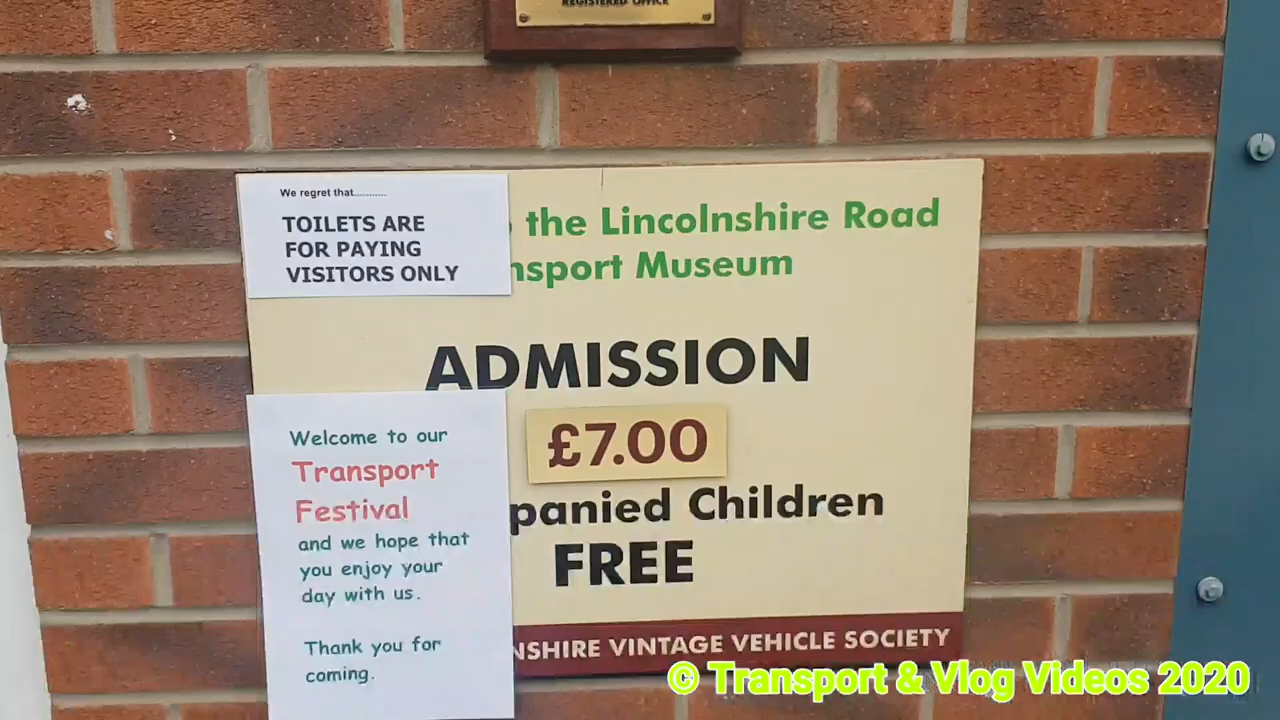 REGISTERED OFFICE
We regret that...........
TOILETS ARE
FOR PAYING
VISITORS ONLY
the Lincolnshire Road
nsport Museum
ADMISSION
£7.00
panied Children
FREE
NSHIRE VINTAGE VEHICLE SOCIETY
Welcome to our
Transport
Festival
and we hope that
you enjoy your
day with us.
Thank you for
coming.
© Transport & Vlog Videos 2020